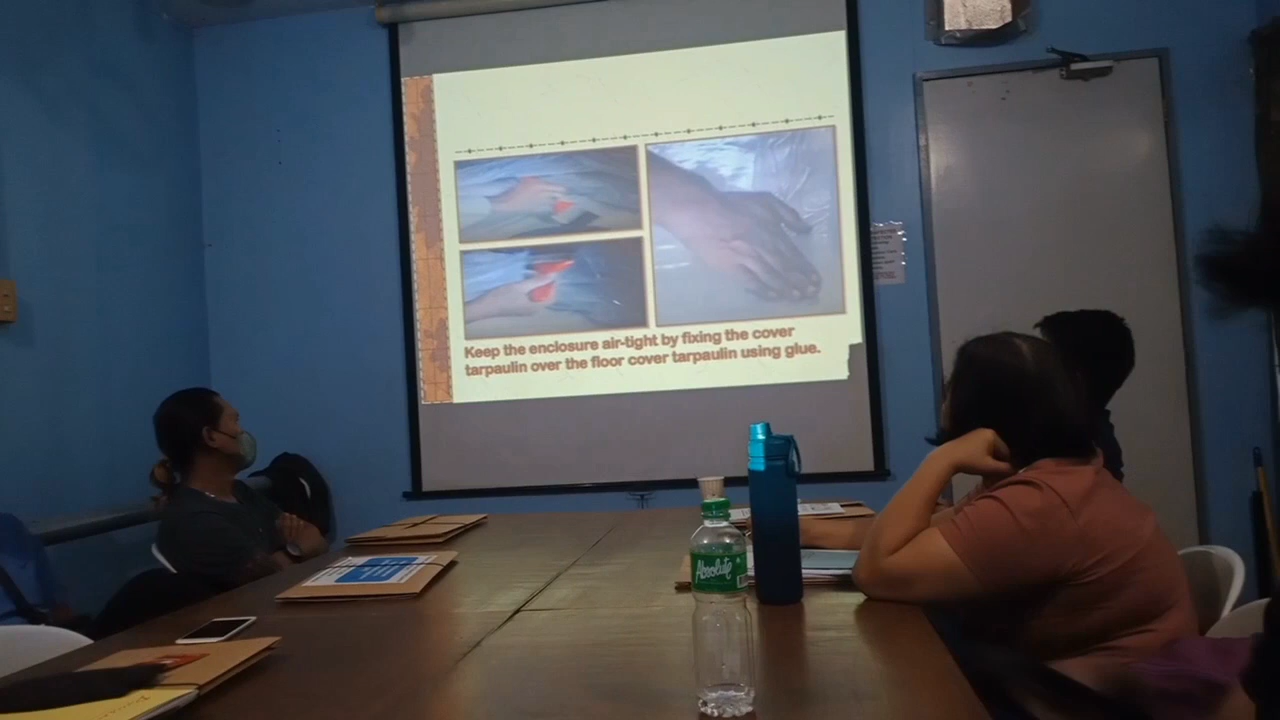 Keep the enclosure air-tight by fixing the cover
tarpaulin over the floor cover tarpaulin using glue.
Absolute